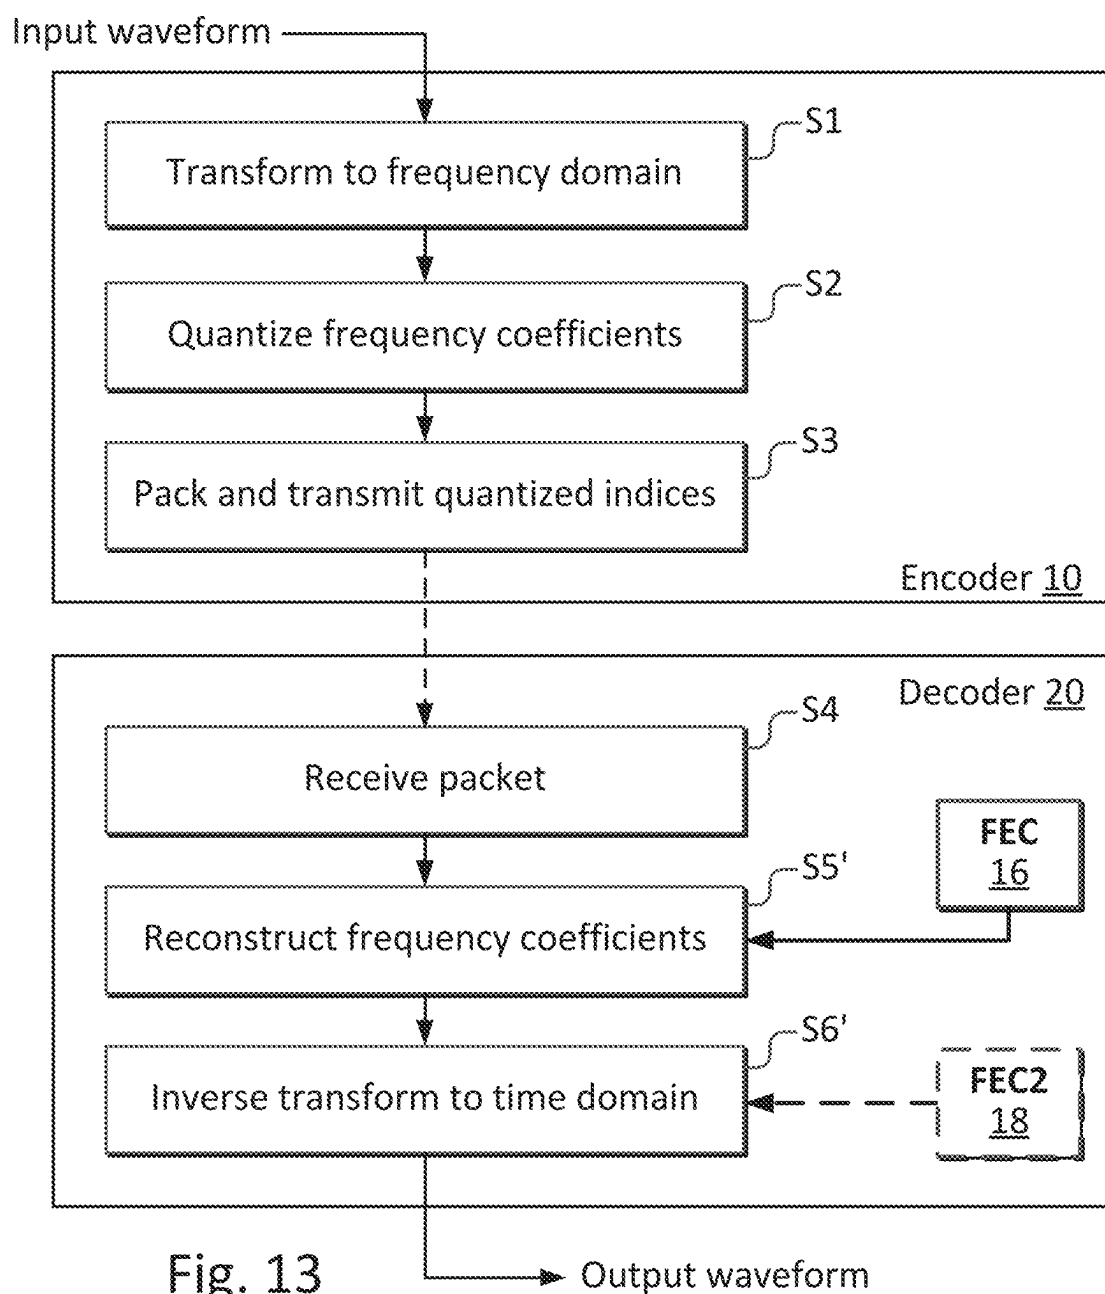 Input waveform
S1
Transform to frequency domain
S2
Quantize frequency coefficients
S3
Pack and transmit quantized indices
Encoder 10
Decoder 20
S4
Receive packet
FEC
16
S5'
Reconstruct frequency coefficients
S6'
Inverse transform to time domain
FEC2
18
Fig. 13
Output waveform